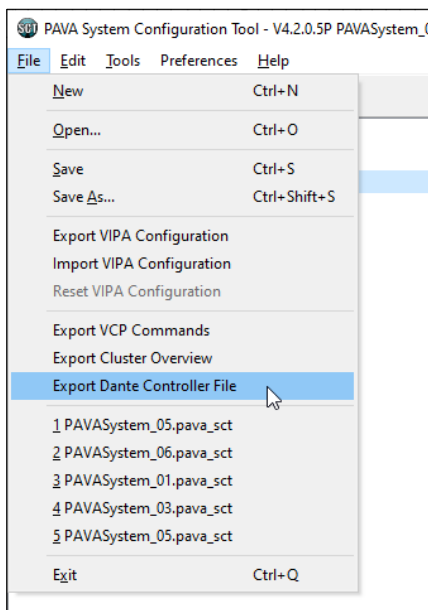 SCT PAVA System Configuration Tool - V4.2.0.5P PAVASystem_
File Edit Tools Preferences Help
New Ctrl+N
Open... Ctrl+O
Save Ctrl+S
Save As... Ctrl+Shift+S
Export VIPA Configuration
Import VIPA Configuration
Reset VIPA Configuration
Export VCP Commands
Export Cluster Overview
Export Dante Controller File
1 PAVASystem_05.pava_sct
2 PAVASystem_06.pava_sct
3 PAVASystem_01.pava_sct
4 PAVASystem_03.pava_sct
5 PAVASystem_05.pava_sct
Exit Ctrl+Q